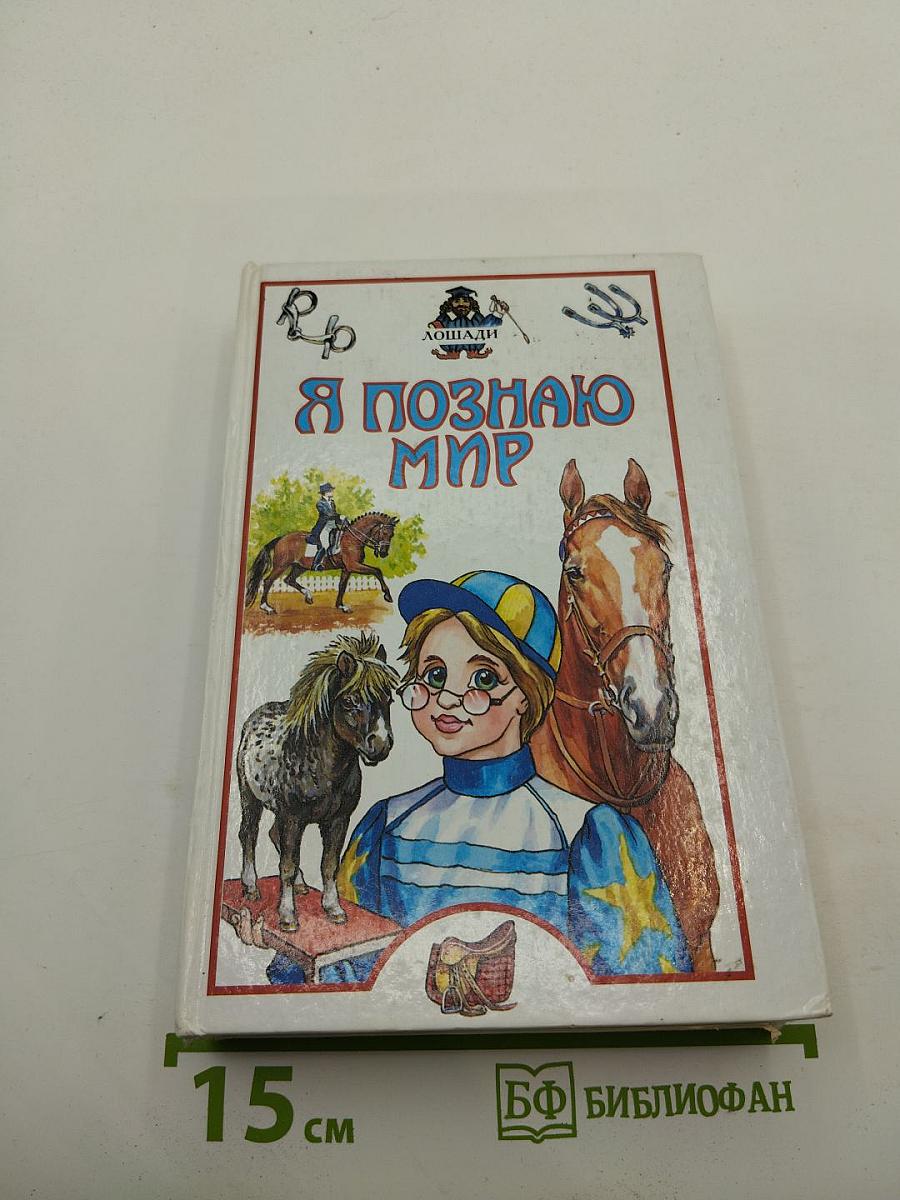 ЛОШАДИ
Я ПОЗНАЮ
МИР
15 см
БФ БИБЛИОФАН